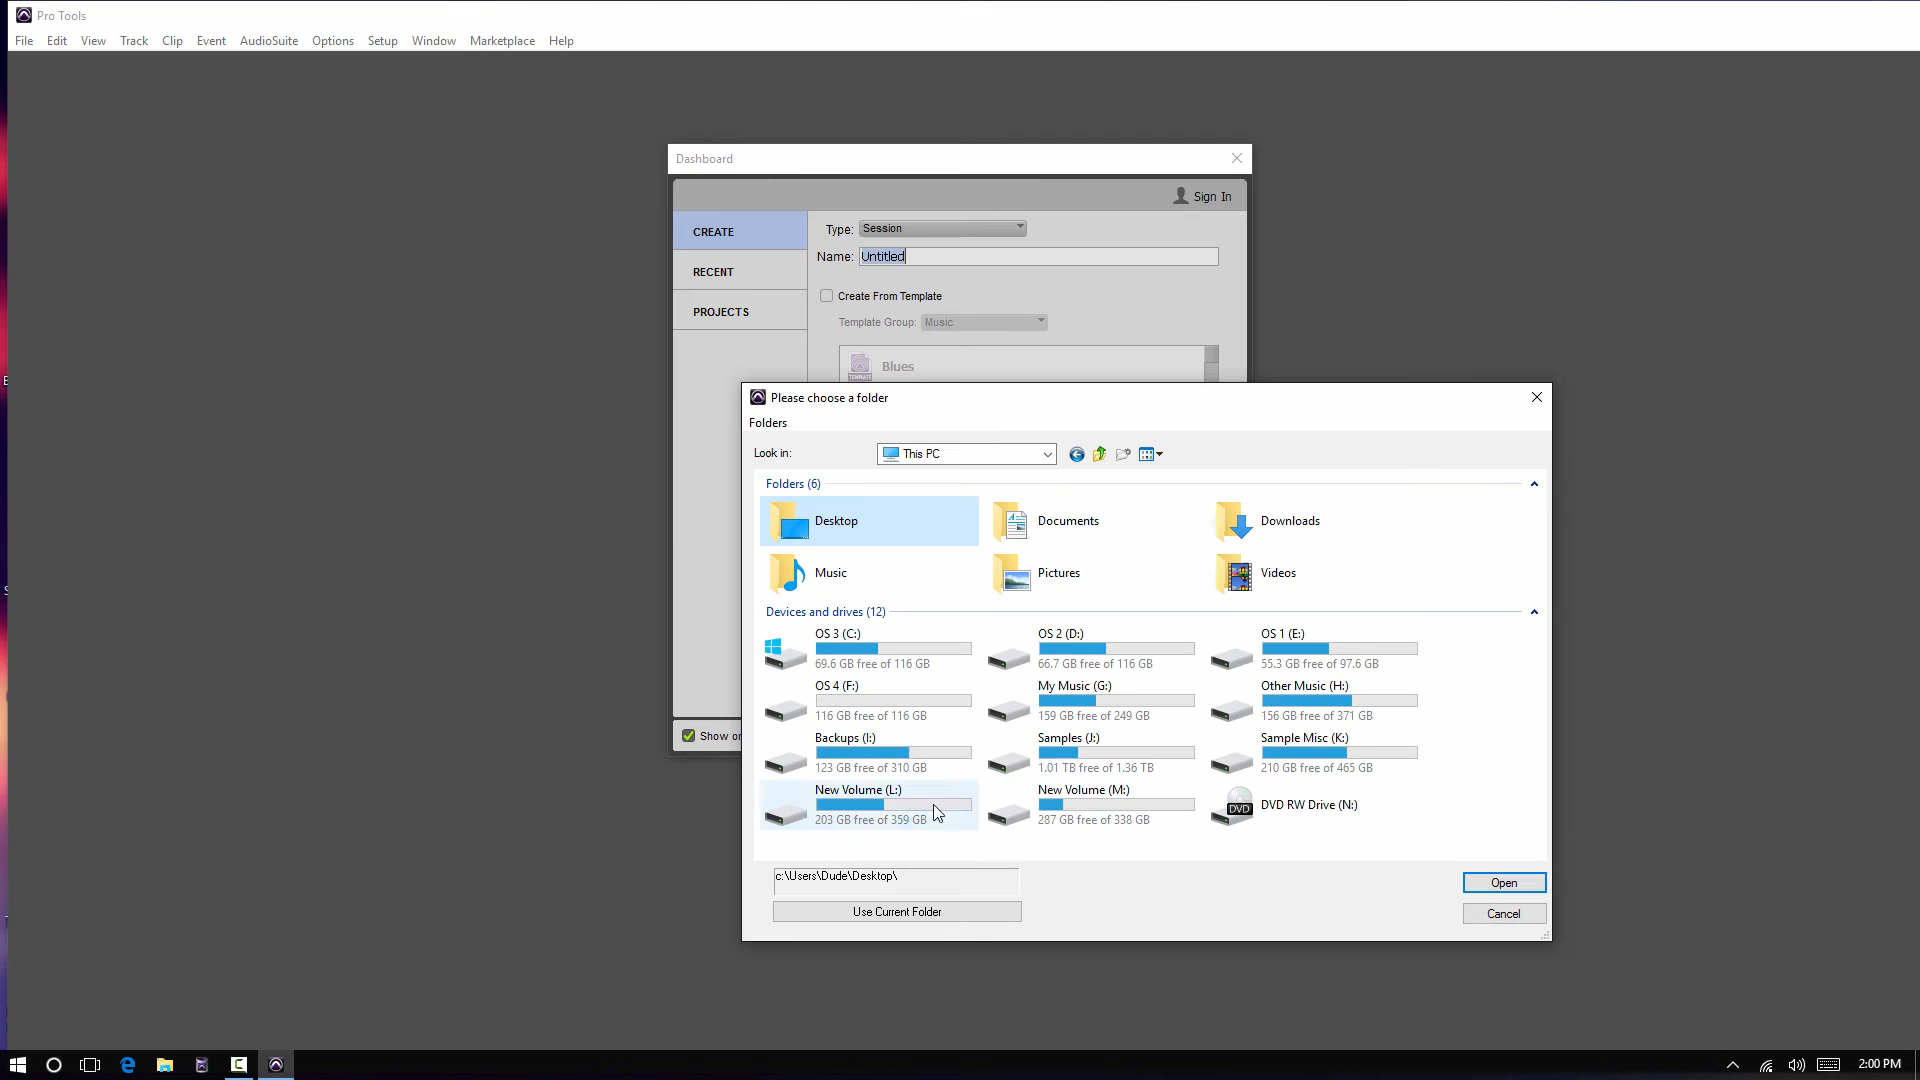 Pro Tools
File Edit View Track Clip Event AudioSuite Options Setup Window Marketplace Help
Dashboard
Sign In
CREATE
RECENT
PROJECTS
Type: Session
Name: Untitled
Create From Template
Template Group: Music
Blues
Please choose a folder
Folders
Look in: This PC
Folders (6)
Desktop Documents Downloads
Music Pictures Videos
Devices and drives (12)
OS 3 (C:) OS 2 (D:) OS 1 (E:)
69.6 GB free of 116 GB 66.7 GB free of 116 GB 55.3 GB free of 97.6 GB
OS 4 (F:) My Music (G:) Other Music (H:)
116 GB free of 116 GB 159 GB free of 249 GB 156 GB free of 371 GB
Backups (I:) Samples (J:) Sample Misc (K:)
123 GB free of 310 GB 1.01 TB free of 1.36 TB 210 GB free of 465 GB
New Volume (L:) New Volume (M:) DVD RW Drive (N:)
203 GB free of 359 GB 287 GB free of 338 GB
DVD
Show
c:\Users\Dude\Desktop\
Open
Use Current Folder
Cancel
2:00 PM